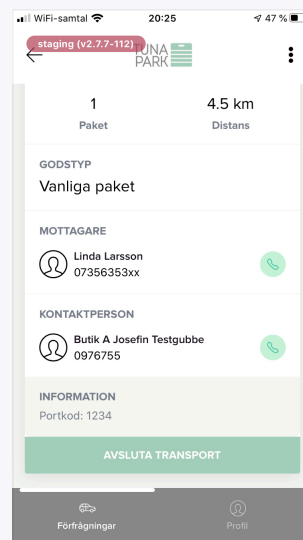 WiFi-samtal 20:25 47 %
staging (v2.7.7-112)
TUNA
PARK
1 4.5 km
Paket Distans
GODSTYP
Vanliga paket
MOTTAGARE
Linda Larsson
07356353xx
KONTAKTPERSON
Butik A Josefin Testgubbe
0976755
INFORMATION
Portkod: 1234
AVSLUTA TRANSPORT
Förfrågningar Profil